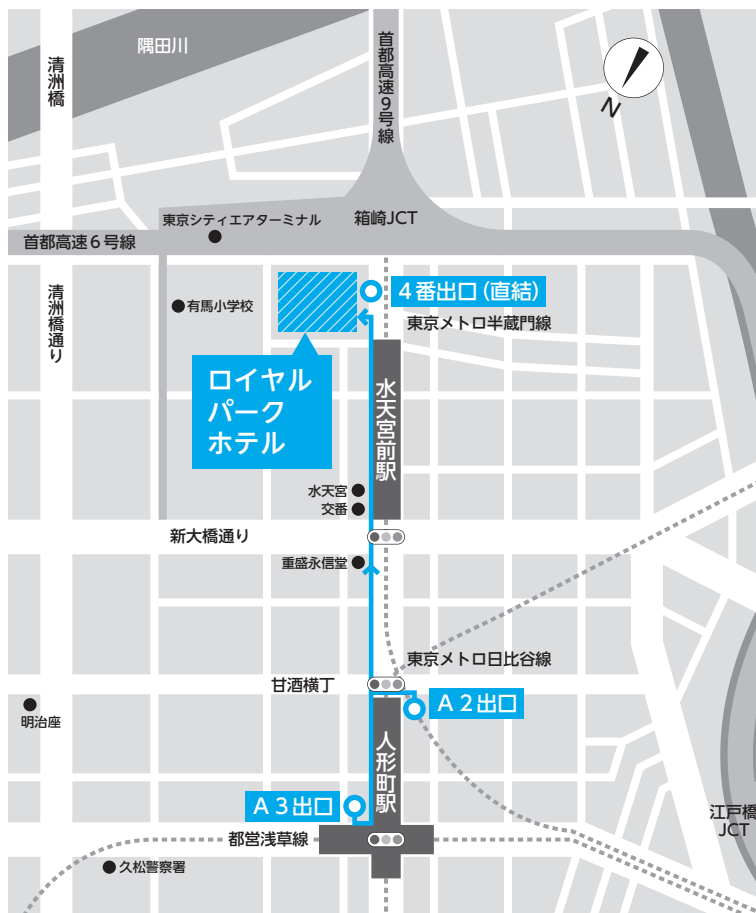 隅田川
清洲橋
首都高速9号線
N
東京シティエアターミナル
箱崎JCT
首都高速6号線
清洲橋通り
有馬小学校
4番出口(直結)
東京メトロ半蔵門線
ロイヤル
パーク
ホテル
水天宮前駅
水天宮
交番
新大橋通り
重盛永信堂
東京メトロ日比谷線
甘酒横丁
A2出口
明治座
人形町駅
A3出口
江戸橋
JCT
都営浅草線
久松警察署